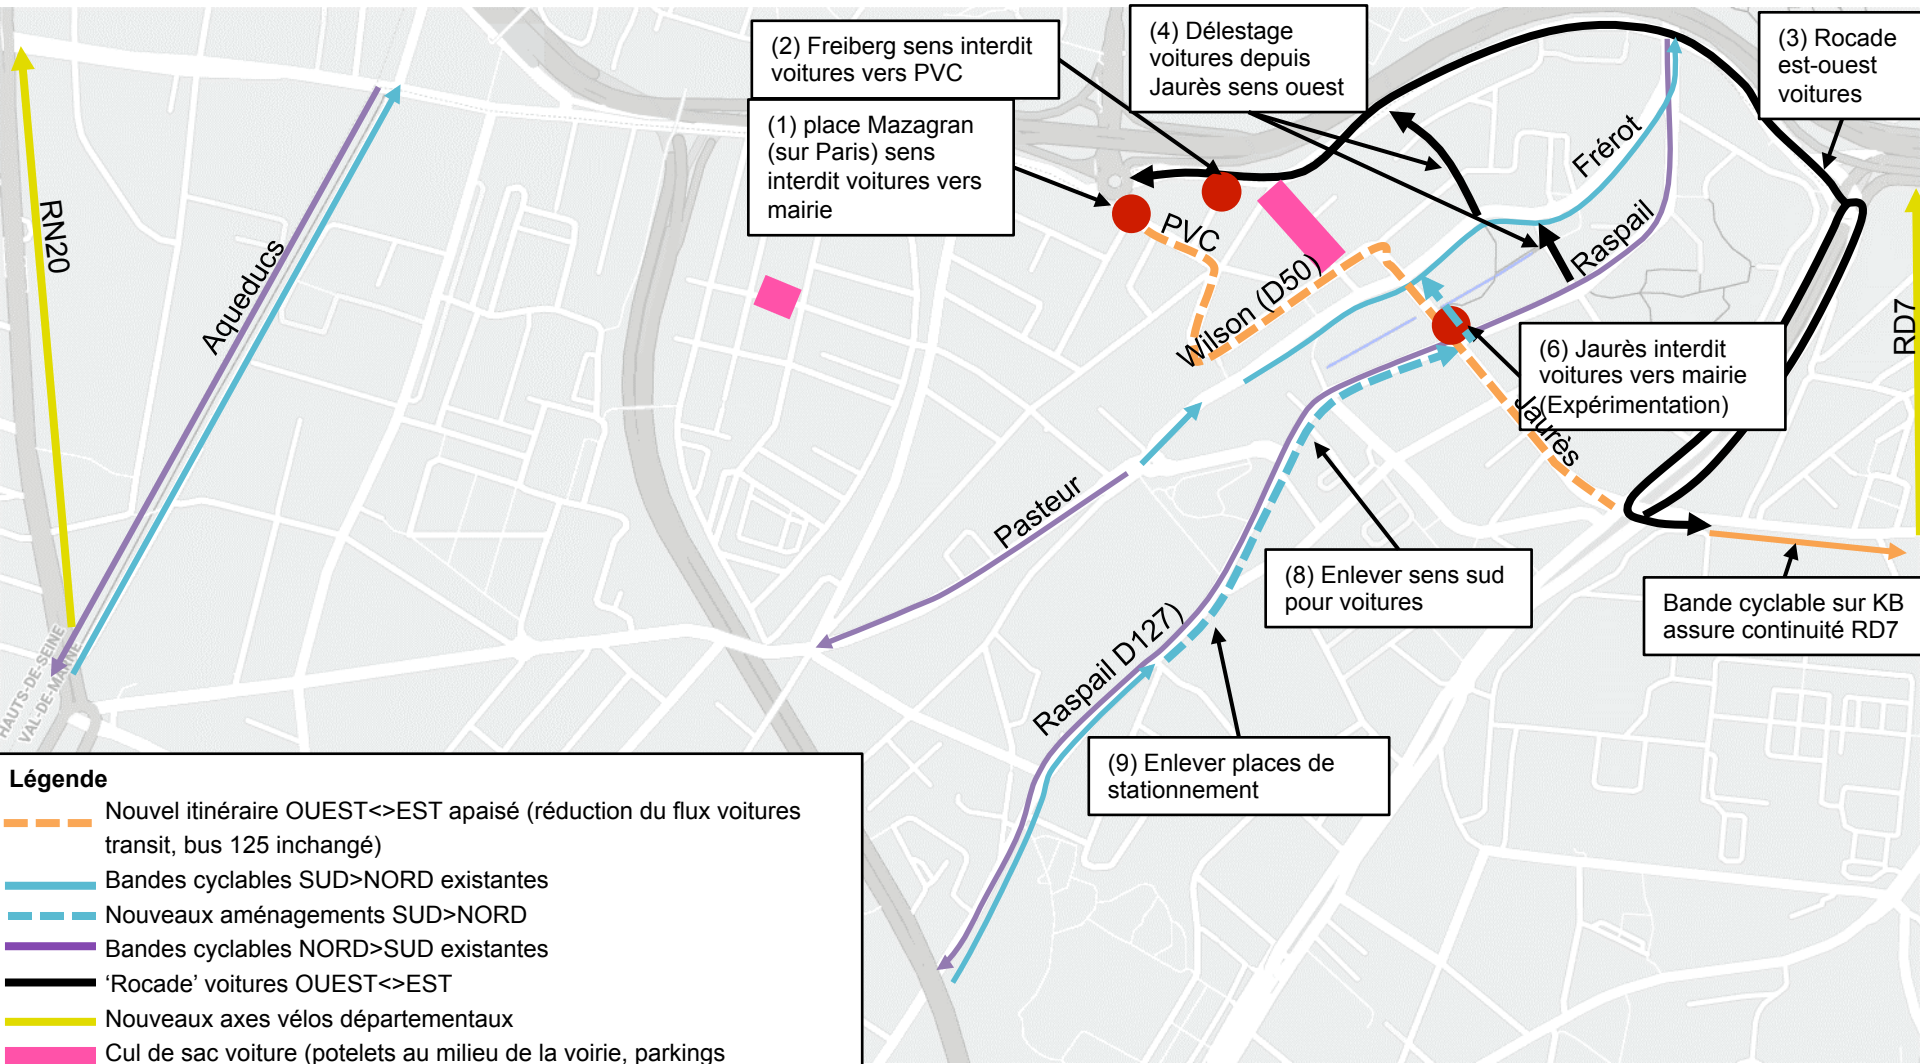 (2) Freiberg sens interdit
voitures vers PVC
(4) Délestage
voitures depuis
Jaurès sens ouest
(3) Rocade
est-ouest
voitures
(1) place Mazagran
(sur Paris) sens
interdit voitures vers
mairie
RN20
Aqueducs
PVC
Wilson (D50)
Frérot
Raspail
RD7
(6) Jaurès interdit
voitures vers mairie
(Expérimentation)
Jaurès
Pasteur
(8) Enlever sens sud
pour voitures
Bande cyclable sur KB
assure continuité RD7
Raspail D127)
(9) Enlever places de
stationnement
HAUTS-DE-SEINE
VAL-DE-MARNE
Légende
Nouvel itinéraire OUEST<>EST apaisé (réduction du flux voitures
transit, bus 125 inchangé)
Bandes cyclables SUD>NORD existantes
Nouveaux aménagements SUD>NORD
Bandes cyclables NORD>SUD existantes
‘Rocade’ voitures OUEST<>EST
Nouveaux axes vélos départementaux
Cul de sac voiture (potelets au milieu de la voirie, parkings